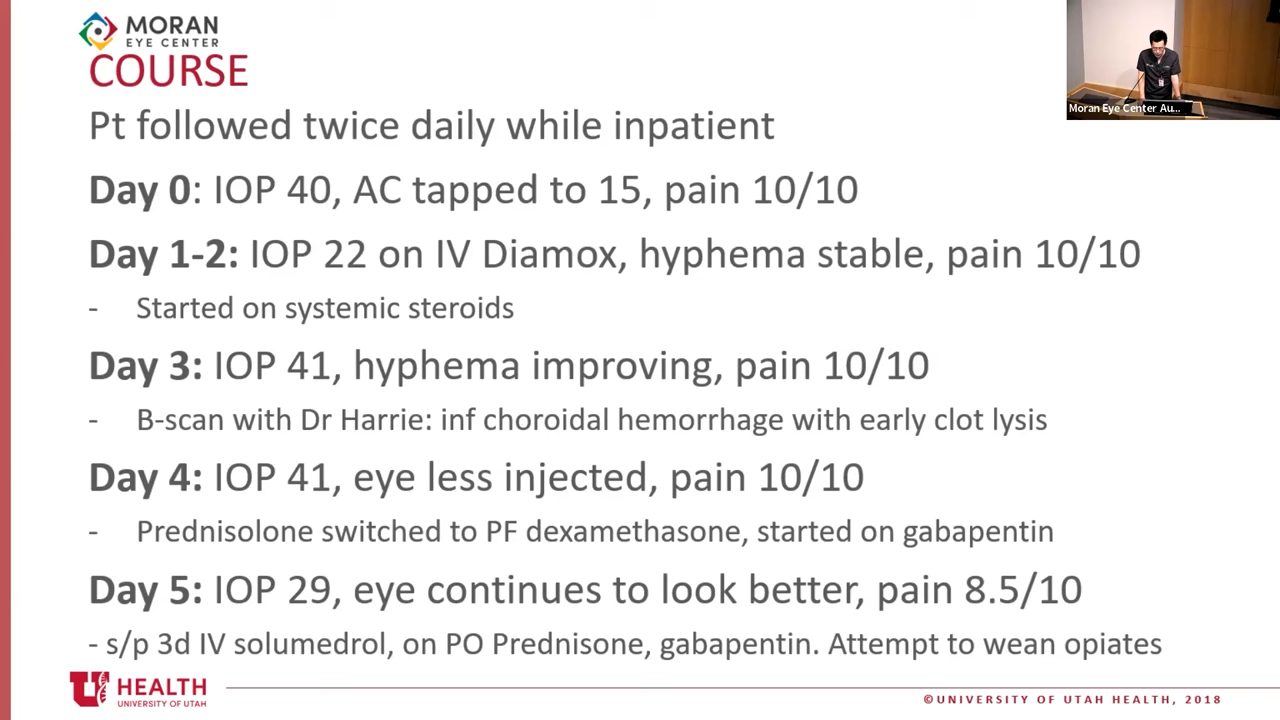 MORAN
EYE CENTER
COURSE
Moran Eye Center Au...
Pt followed twice daily while inpatient
Day 0: IOP 40, AC tapped to 15, pain 10/10
Day 1-2: IOP 22 on IV Diamox, hyphema stable, pain 10/10
- Started on systemic steroids
Day 3: IOP 41, hyphema improving, pain 10/10
- B-scan with Dr Harrie: inf choroidal hemorrhage with early clot lysis
Day 4: IOP 41, eye less injected, pain 10/10
- Prednisolone switched to PF dexamethasone, started on gabapentin
Day 5: IOP 29, eye continues to look better, pain 8.5/10
- s/p 3d IV solumedrol, on PO Prednisone, gabapentin. Attempt to wean opiates
U HEALTH
UNIVERSITY OF UTAH
©UNIVERSITY OF UTAH HEALTH, 2018